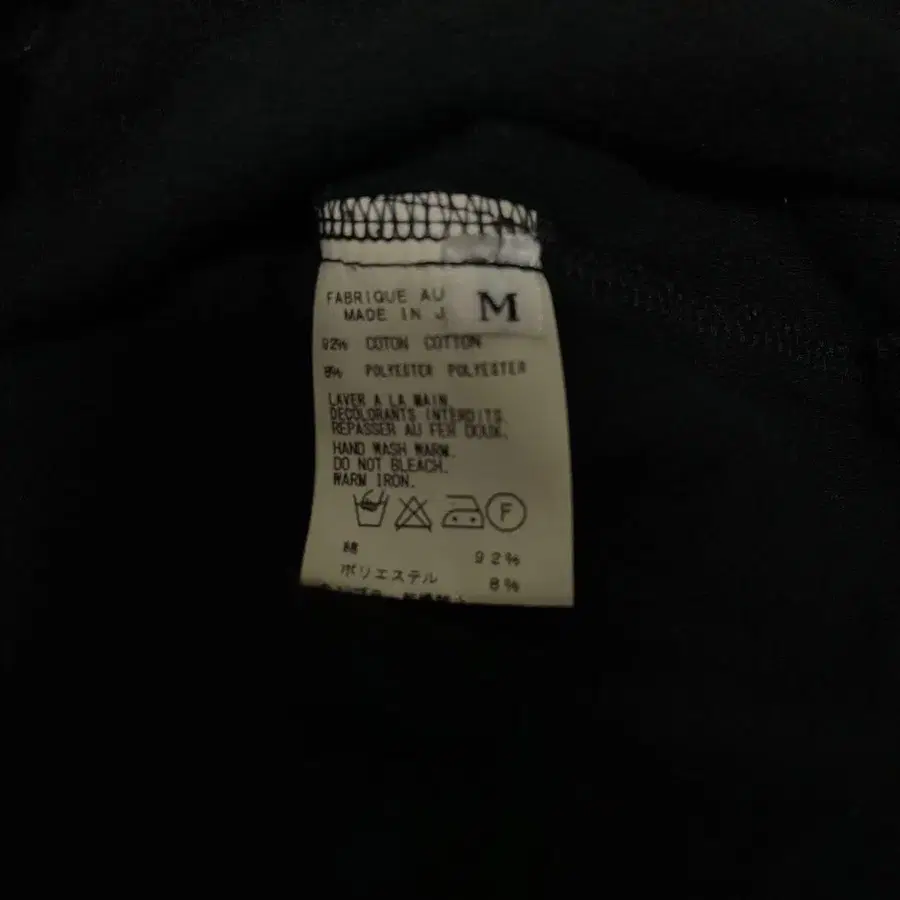 FABRIQUE AU
M
MADE IN J
92% COTON COTTON
8% POLYESTER POLYESTER
LAVER A LA MAIN.
DECOLORANTS INTERDITS.
REPASSER AU FER DOUX.
HAND WASH WARM.
DO NOT BLEACH.
WARM IRON.
F
綿 92%
ポリエステル 8%